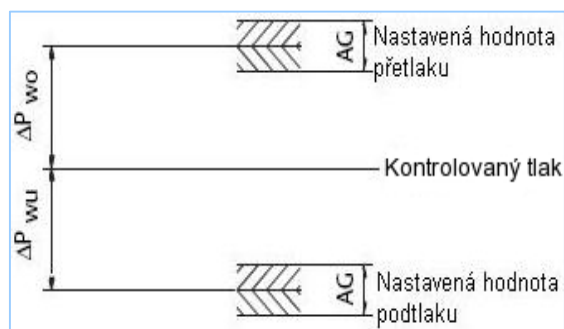 ΔP wo
AG
Nastavená hodnota
přetlaku
Kontrolovaný tlak
ΔP wu
AG
Nastavená hodnota
podtlaku